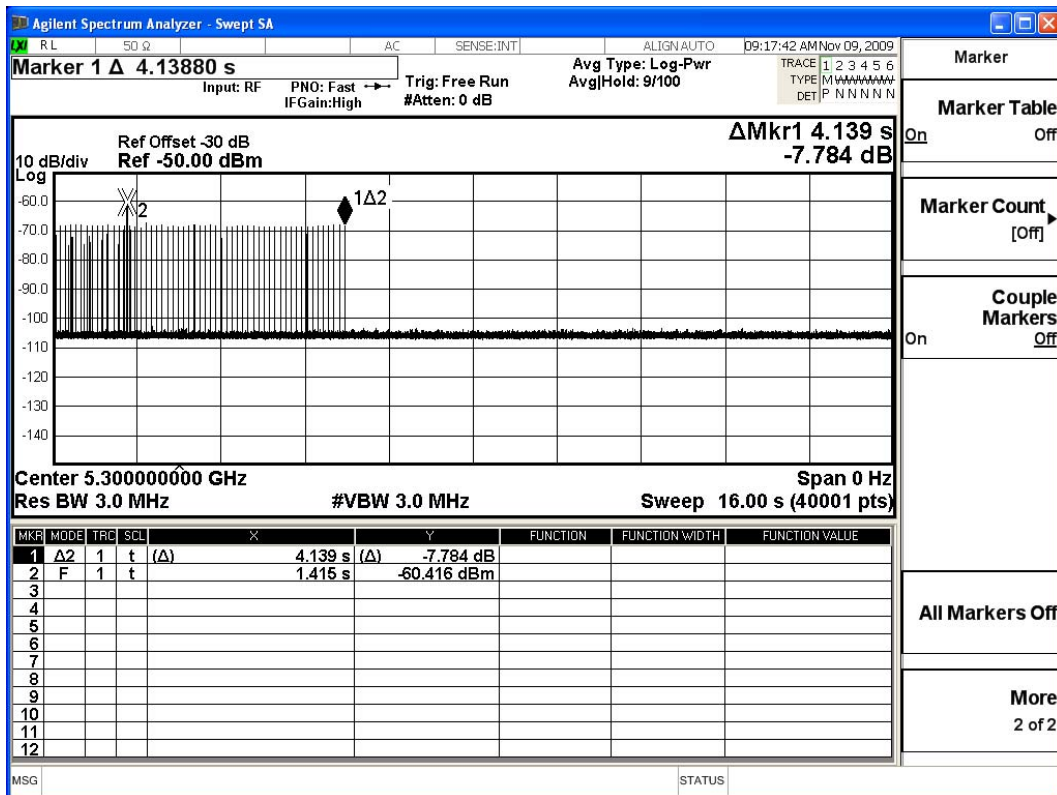 Agilent Spectrum Analyzer - Swept SA
LXI RL 50 Ω AC SENSE:INT ALIGN AUTO 09:17:42 AM Nov 09, 2009
Marker 1 Δ 4.13880 s
Input: RF PNO: Fast Trig: Free Run Avg Type: Log-Pwr TRACE 1 2 3 4 5 6
IFGain:High #Atten: 0 dB Avg|Hold: 9/100 TYPE M WWWWW
DET P N N N N N
Ref Offset -30 dB ΔMkr1 4.139 s
10 dB/div Ref -50.00 dBm -7.784 dB
Log
-60.0
2 1Δ2
-70.0
-80.0
-90.0
-100
-110
-120
-130
-140
Center 5.300000000 GHz Span 0 Hz
Res BW 3.0 MHz #VBW 3.0 MHz Sweep 16.00 s (40001 pts)
MKR MODE TRC SCL X Y FUNCTION FUNCTION WIDTH FUNCTION VALUE
1 Δ2 1 t (Δ) 4.139 s (Δ) -7.784 dB
2 F 1 t 1.415 s -60.416 dBm
3
4
5
6
7
8
9
10
11
12
MSG STATUS
Marker
Marker Table
On Off
Marker Count
[Off]
Couple
Markers
On Off
All Markers Off
More
2 of 2